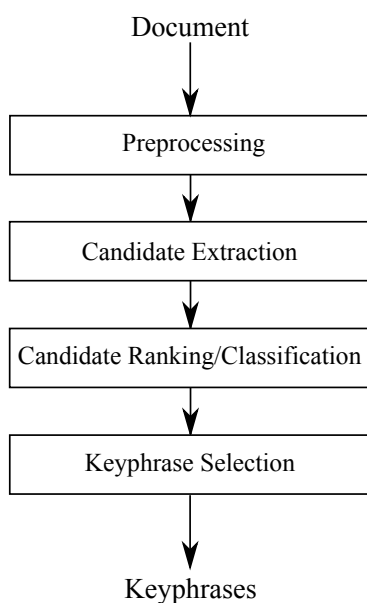 Document
Preprocessing
Candidate Extraction
Candidate Ranking/Classification
Keyphrase Selection
Keyphrases